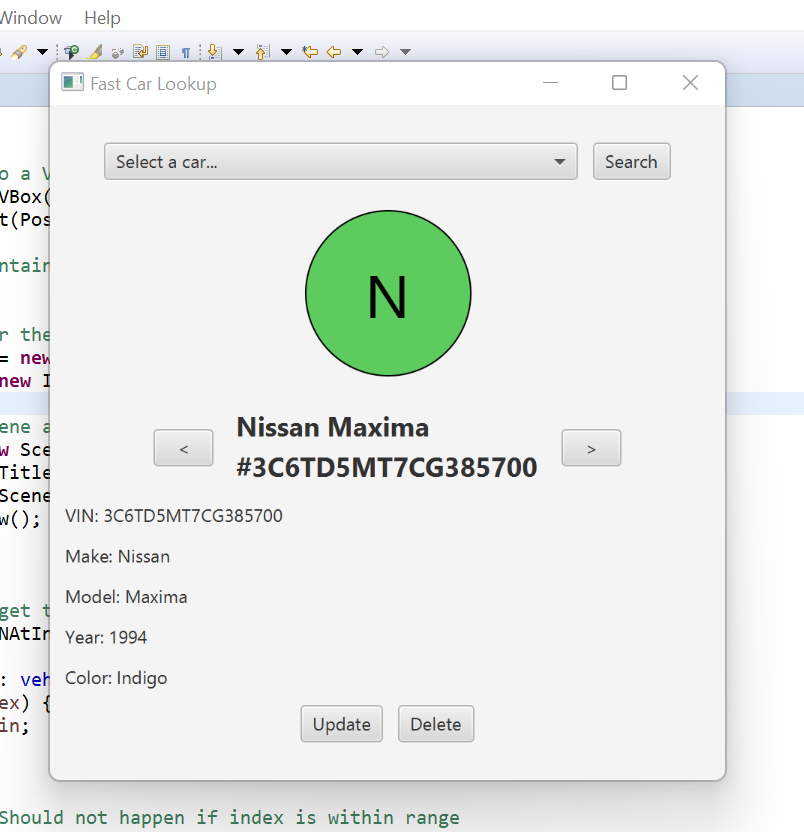 Window Help
Fast Car Lookup
Select a car...
Search
N
<
Nissan Maxima
#3C6TD5MT7CG385700
>
VIN: 3C6TD5MT7CG385700
Make: Nissan
Model: Maxima
Year: 1994
Color: Indigo
Update
Delete
o a V
VBox(
t(Pos
ntain
r the
= new
new I
ene a
w Sce
Title
Scene
w();
get t
NAtIn
: veh
ex) {
in;
Should not happen if index is within range